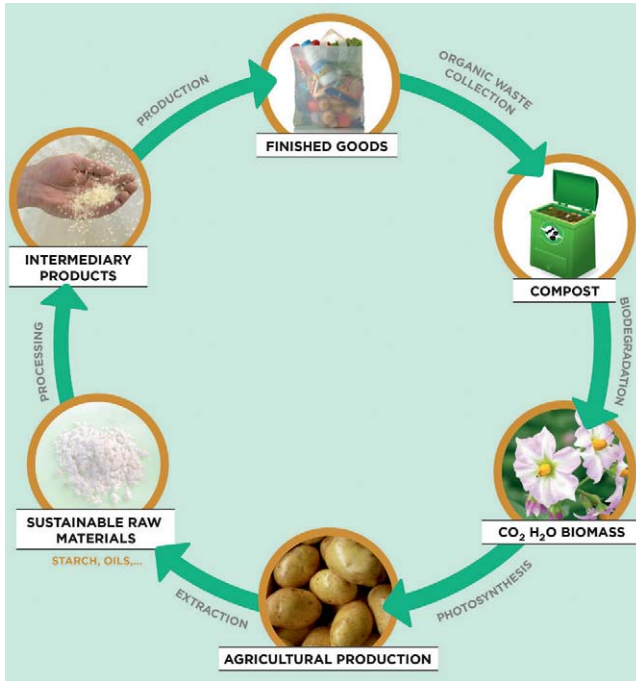 FINISHED GOODS
ORGANIC WASTE
COLLECTION
COMPOST
BIODEGRADATION
CO₂ H₂O BIOMASS
PHOTOSYNTHESIS
AGRICULTURAL PRODUCTION
EXTRACTION
SUSTAINABLE RAW
MATERIALS
STARCH, OILS,...
PROCESSING
INTERMEDIARY
PRODUCTS
PRODUCTION